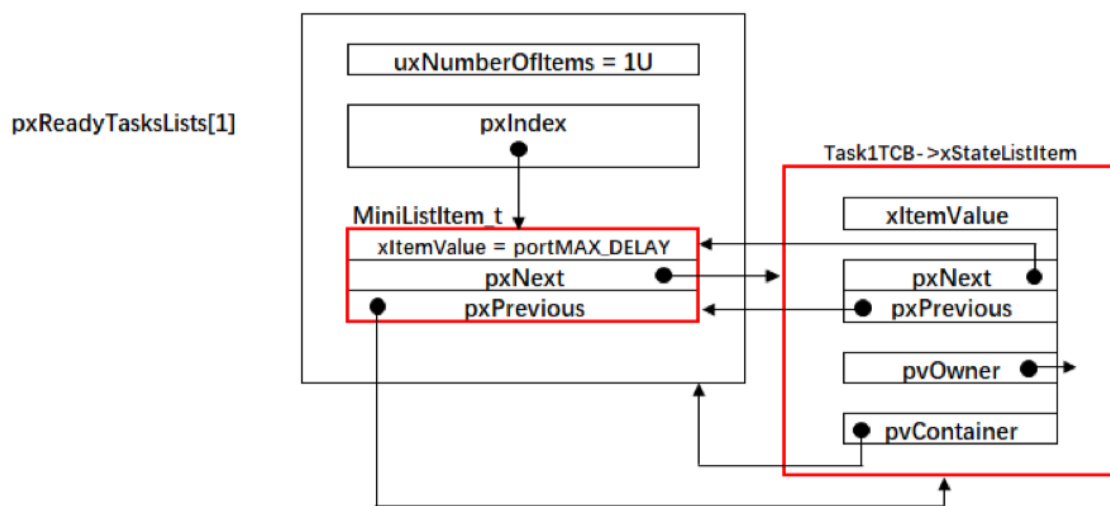 uxNumberOfItems = 1U
pxReadyTasksLists[1]
pxIndex
Task1TCB->xStateListItem
MiniListItem_t
xItemValue = portMAX_DELAY
pxNext
pxPrevious
xItemValue
pxNext
pxPrevious
pvOwner
pvContainer